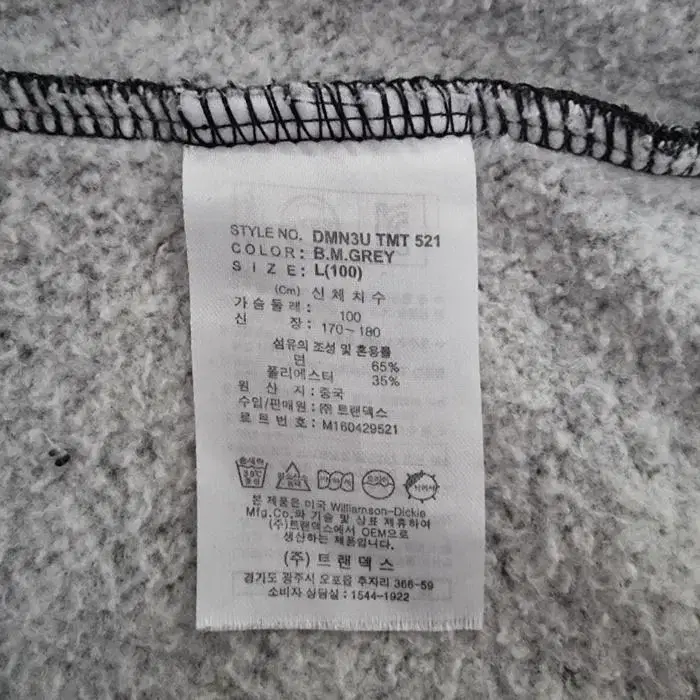 STYLE NO. DMN3U TMT 521
COLOR: B.M.GREY
SIZE: L(100)
(Cm) 신체치수
가슴둘레: 100
신 장: 170~180
섬유의 조성 및 혼용률
면 65%
폴리에스터 35%
원 산 지: 중국
수입/판매원: ㈜ 트랜덱스
로트번호: M160429521
손세탁
30℃
중성
본 제품은 미국 Williamson-Dickie
Mfg.Co.와 기술 및 상표 제휴하여
(주)트랜덱스에서 OEM으로
생산하는 제품입니다.
(주)트랜덱스
경기도 광주시 오포읍 추자리 366-59
소비자 상담실: 1544-1922